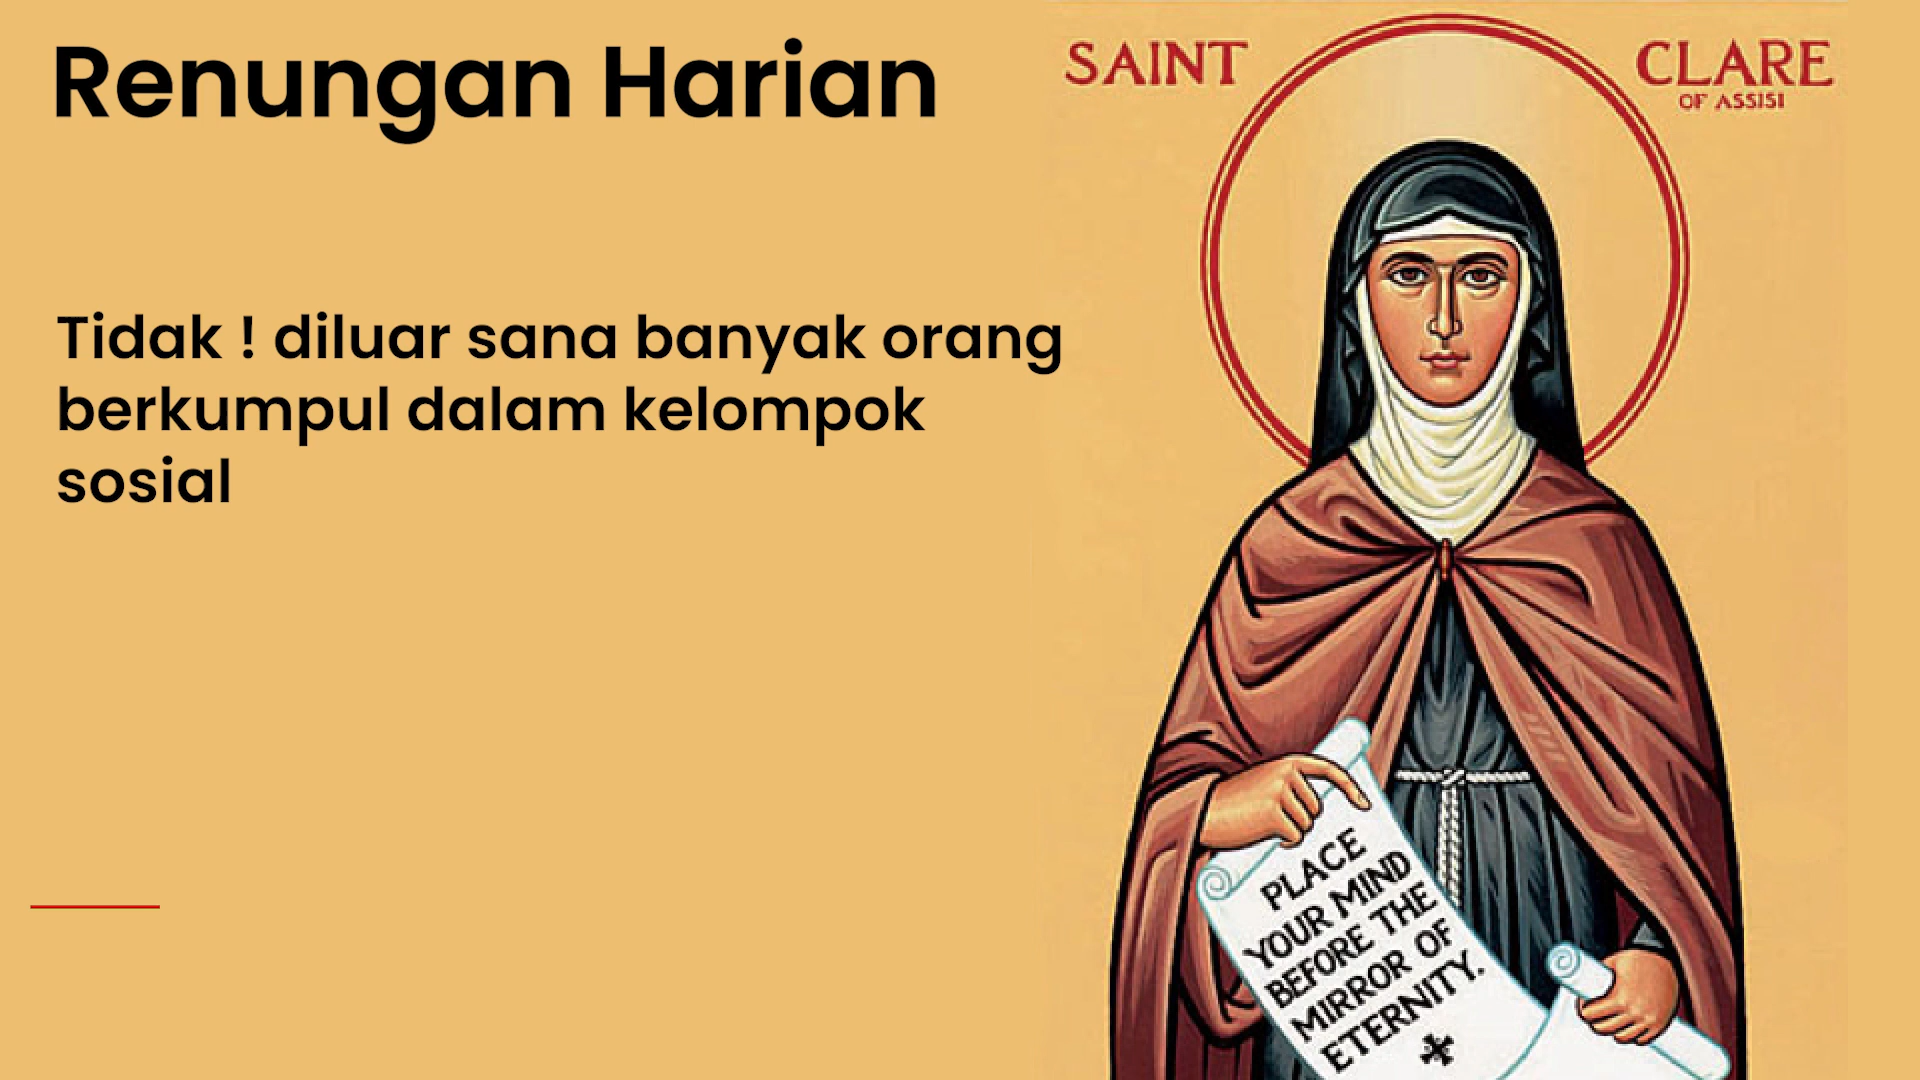 Renungan Harian
Tidak ! diluar sana banyak orang
berkumpul dalam kelompok
sosial
SAINT CLARE
OF ASSISI
PLACE
YOUR MIND
BEFORE THE
MIRROR OF
ETERNITY.